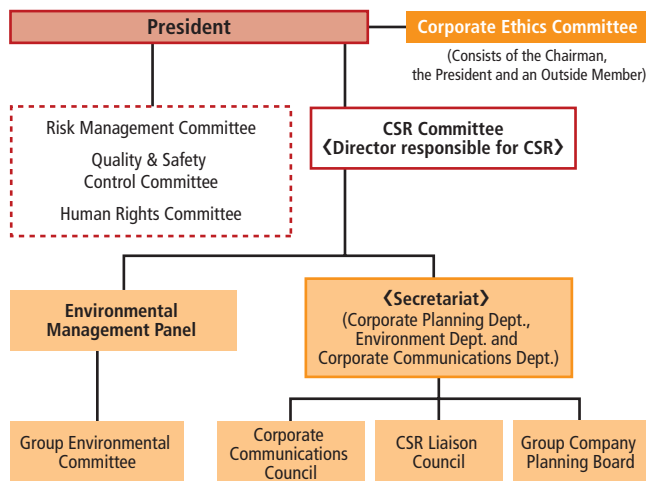 President
Corporate Ethics Committee
(Consists of the Chairman,
the President and an Outside Member)
Risk Management Committee
Quality & Safety
Control Committee
Human Rights Committee
CSR Committee
《Director responsible for CSR》
Environmental
Management Panel
《Secretariat》
(Corporate Planning Dept.,
Environment Dept. and
Corporate Communications Dept.)
Group Environmental
Committee
Corporate
Communications
Council
CSR Liaison
Council
Group Company
Planning Board